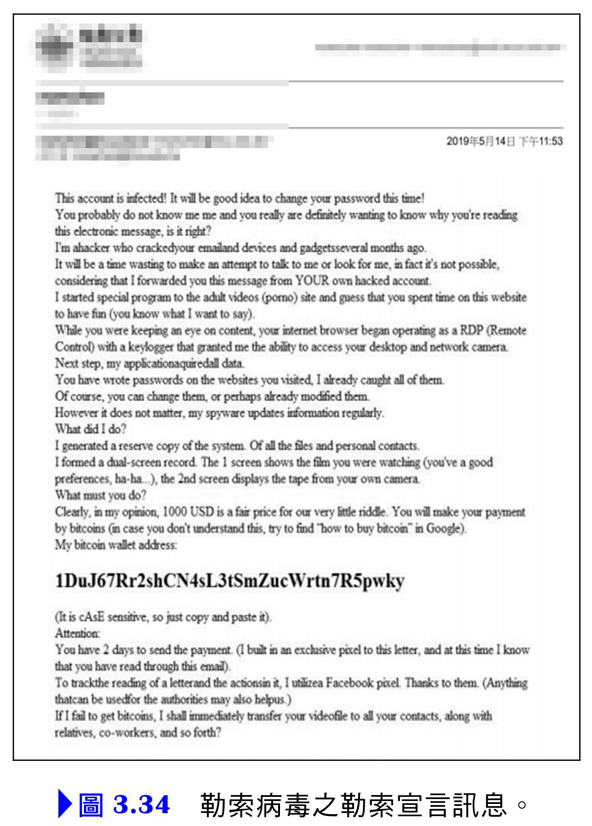 2019年5月14日 下午11:53
This account is infected! It will be good idea to change your password this time!
You probably do not know me me and you really are definitely wanting to know why you're reading
this electronic message, is it right?
I'm ahacker who crackedyour emailand devices and gadgetsseveral months ago.
It will be a time wasting to make an attempt to talk to me or look for me, in fact it's not possible,
considering that I forwarded you this message from YOUR own hacked account.
I started special program to the adult videos (porno) site and guess that you spent time on this website
to have fun (you know what I want to say).
While you were keeping an eye on content, your internet browser began operating as a RDP (Remote
Control) with a keylogger that granted me the ability to access your desktop and network camera.
Next step, my applicationaquiredall data.
You have wrote passwords on the websites you visited, I already caught all of them.
Of course, you can change them, or perhaps already modified them.
However it does not matter, my spyware updates information regularly.
What did I do?
I generated a reserve copy of the system. Of all the files and personal contacts.
I formed a dual-screen record. The 1 screen shows the film you were watching (you've a good
preferences, ha-ha...), the 2nd screen displays the tape from your own camera.
What must you do?
Clearly, in my opinion, 1000 USD is a fair price for our very little riddle. You will make your payment
by bitcoins (in case you don't understand this, try to find "how to buy bitcoin" in Google).
My bitcoin wallet address:
1DuJ67Rr2shCN4sL3tSmZucWrtn7R5pwky
(It is cAsE sensitive, so just copy and paste it).
Attention:
You have 2 days to send the payment. (I built in an exclusive pixel to this letter, and at this time I know
that you have read through this email).
To trackthe reading of a letterand the actionsin it, I utilizea Facebook pixel. Thanks to them. (Anything
thatcan be usedfor the authorities may also helpus.)
If I fail to get bitcoins, I shall immediately transfer your videofile to all your contacts, along with
relatives, co-workers, and so forth?
圖 3.34 勒索病毒之勒索宣言訊息。